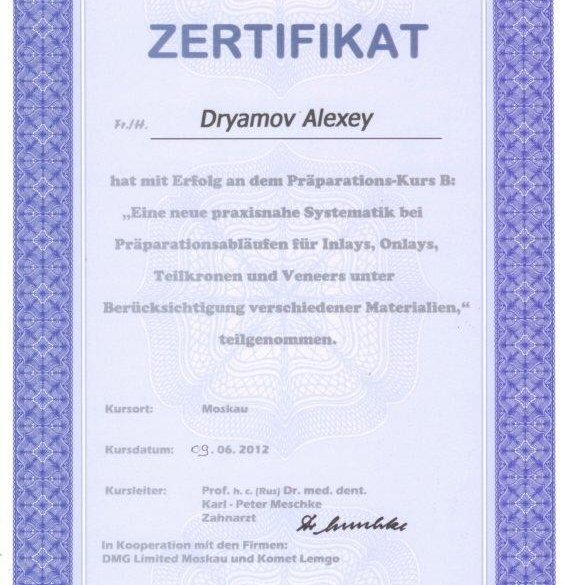 ZERTIFIKAT
Fr./H. Dryamov Alexey
hat mit Erfolg an dem Präparations-Kurs B:
„Eine neue praxisnahe Systematik bei
Präparationsabläufen für Inlays, Onlays,
Teilkronen und Veneers unter
Berücksichtigung verschiedener Materialien,“
teilgenommen.
Kursort: Moskau
Kursdatum: 09.06.2012
Kursleiter: Prof. h. c. (Rus) Dr. med. dent.
Karl - Peter Meschke
Zahnarzt
In Kooperation mit den Firmen:
DMG Limited Moskau und Komet Lemgo